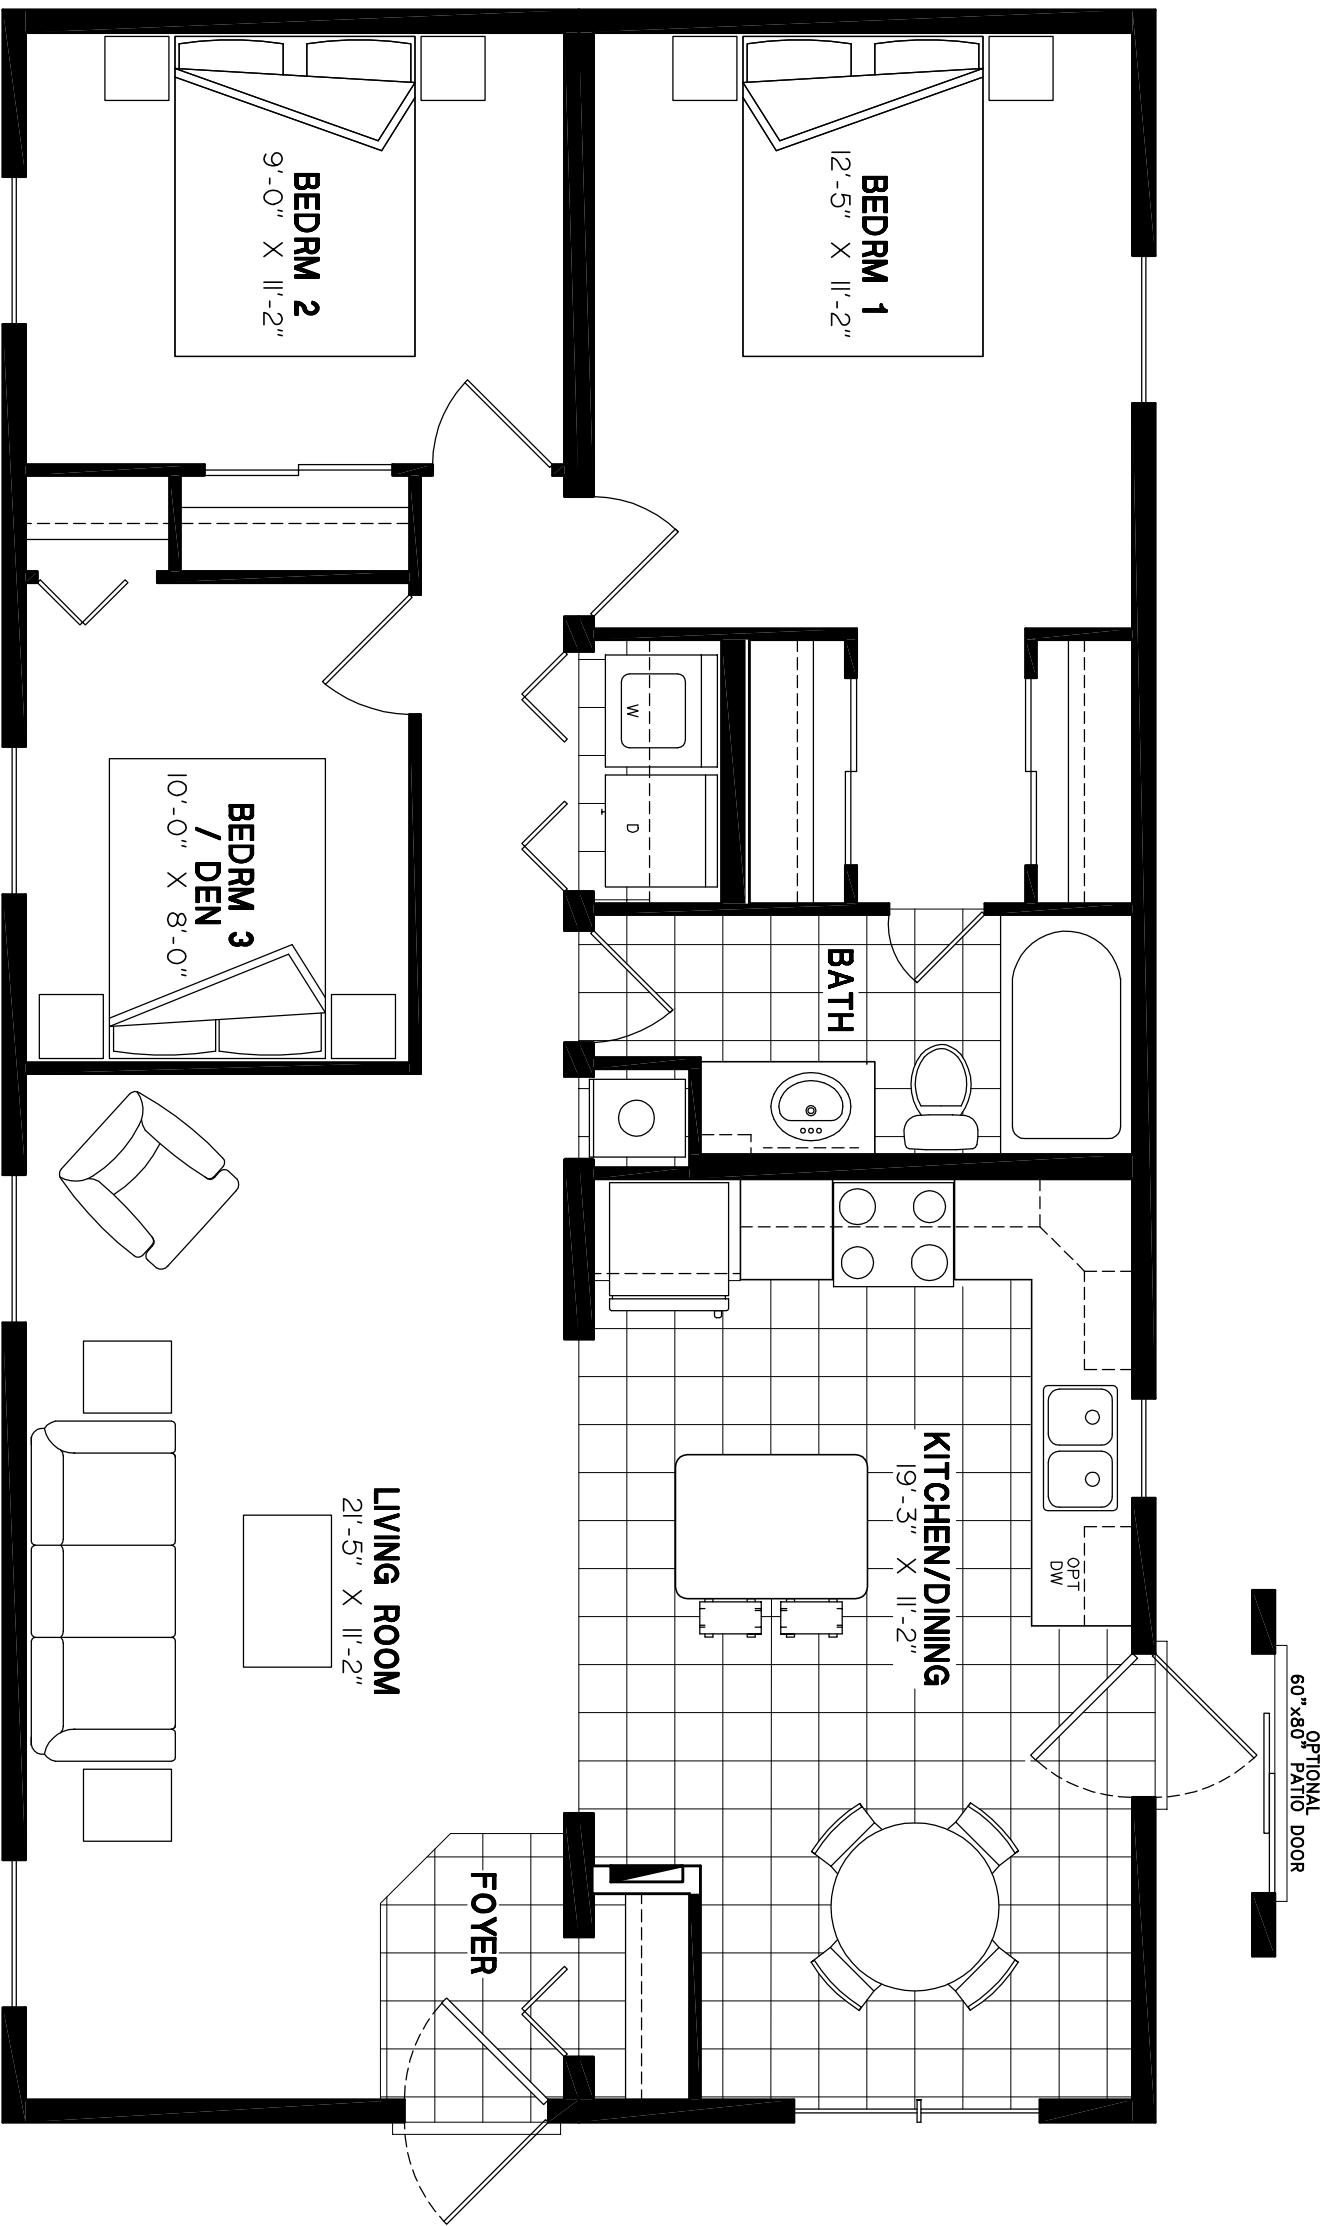 OPTIONAL
60"x80" PATIO DOOR
BEDRM 1
12'-5" X 11'-2"
W
D
BATH
OPT
DW
KITCHEN/DINING
19'-3" X 11'-2"
BEDRM 2
9'-0" X 11'-2"
BEDRM 3
/ DEN
10'-0" X 8'-0"
LIVING ROOM
21'-5" X 11'-2"
FOYER